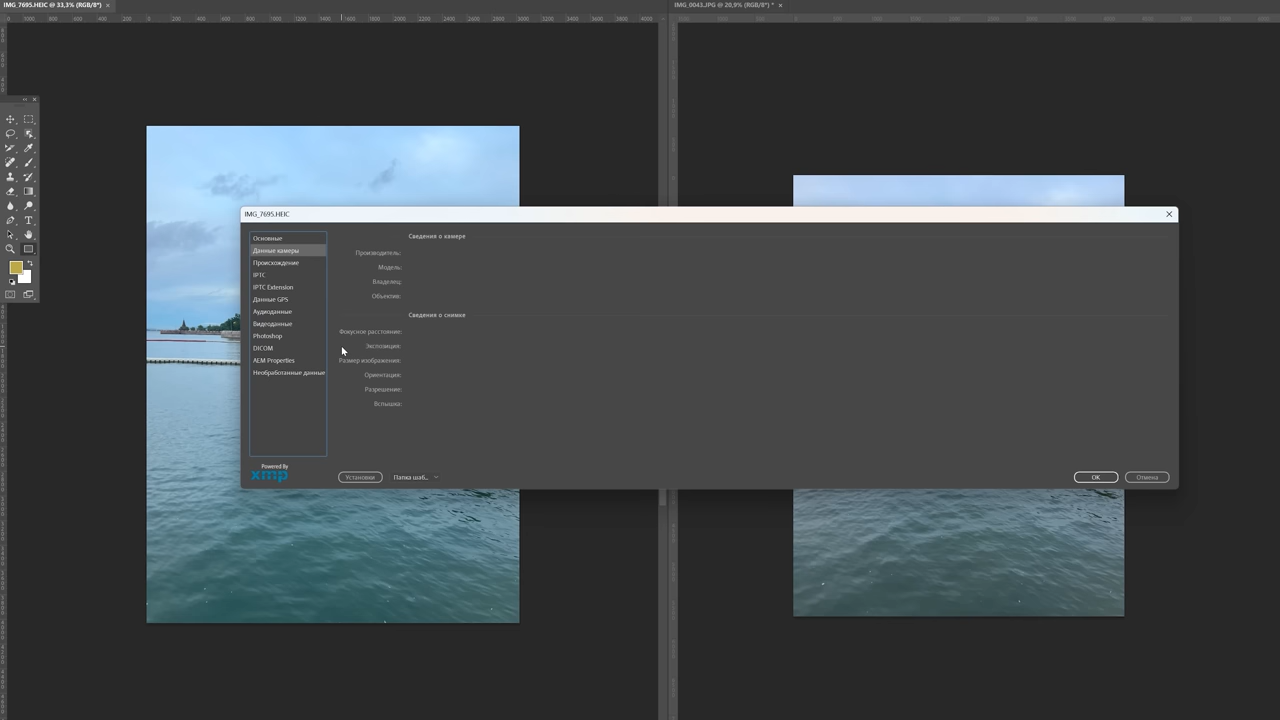 IMG_7695.HEIC @ 33,3% (RGB/8*) ×
IMG_0043.JPG @ 20,9% (RGB/8*) * ×
IMG_7695.HEIC
Основные
Данные камеры
Происхождение
IPTC
IPTC Extension
Данные GPS
Аудиоданные
Видеоданные
Photoshop
DICOM
AEM Properties
Необработанные данные
Сведения о камере
Производитель:
Модель:
Владелец:
Объектив:
Сведения о снимке
Фокусное расстояние:
Экспозиция:
Размер изображения:
Ориентация:
Разрешение:
Вспышка:
Powered By
xmp
Установки
Папка шаб...
OK
Отмена